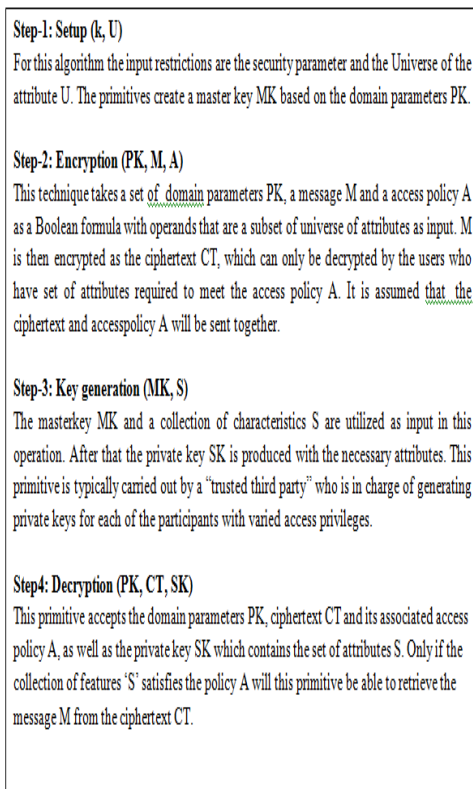 Step-1: Setup (k, U)
For this algorithm the input restrictions are the security parameter and the Universe of the
attribute U. The primitives create a master key MK based on the domain parameters PK.
Step-2: Encryption (PK, M, A)
This technique takes a set of domain parameters PK, a message M and a access policy A
as a Boolean formula with operands that are a subset of universe of attributes as input. M
is then encrypted as the ciphertext CT, which can only be decrypted by the users who
have set of attributes required to meet the access policy A. It is assumed that the
ciphertext and accesspolicy A will be sent together.
Step-3: Key generation (MK, S)
The masterkey MK and a collection of characteristics S are utilized as input in this
operation. After that the private key SK is produced with the necessary attributes. This
primitive is typically carried out by a “trusted third party” who is in charge of generating
private keys for each of the participants with varied access privileges.
Step4: Decryption (PK, CT, SK)
This primitive accepts the domain parameters PK, ciphertext CT and its associated access
policy A, as well as the private key SK which contains the set of attributes S. Only if the
collection of features ‘S’ satisfies the policy A will this primitive be able to retrieve the
message M from the ciphertext CT.